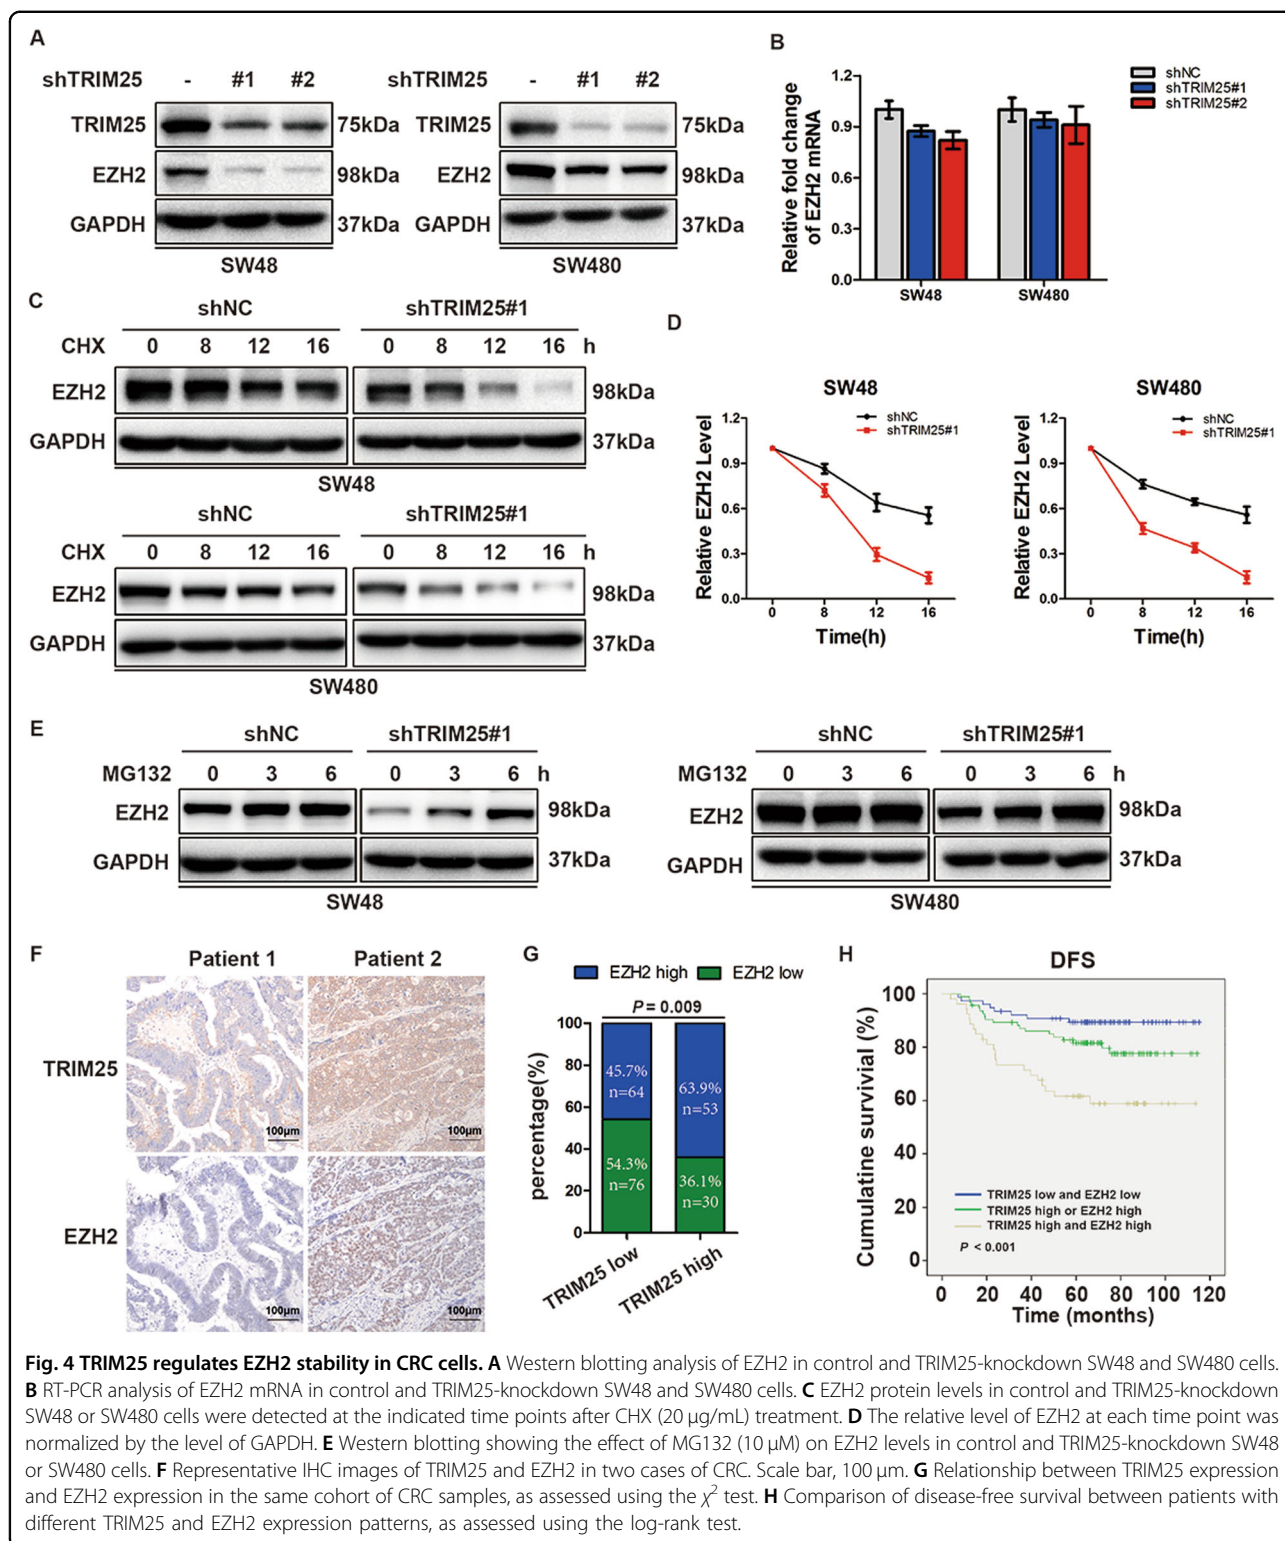 A
shTRIM25 - #1 #2 shTRIM25 - #1 #2
TRIM25 75kDa TRIM25 75kDa
EZH2 98kDa EZH2 98kDa
GAPDH 37kDa GAPDH 37kDa
SW48 SW480
B
Relative fold change
of EZH2 mRNA
1.2
0.9
0.6
0.3
0.0
SW48 SW480
shNC
shTRIM25#1
shTRIM25#2
C
shNC shTRIM25#1
CHX 0 8 12 16 0 8 12 16 h
EZH2 98kDa
GAPDH 37kDa
SW48
shNC shTRIM25#1
CHX 0 8 12 16 0 8 12 16 h
EZH2 98kDa
GAPDH 37kDa
SW480
D
SW48
Relative EZH2 Level
1.2
0.9
0.6
0.3
0.0
shNC
shTRIM25#1
0 8 12 16
Time(h)
SW480
Relative EZH2 Level
1.2
0.9
0.6
0.3
0.0
shNC
shTRIM25#1
0 8 12 16
Time(h)
E
shNC shTRIM25#1
MG132 0 3 6 0 3 6 h
EZH2 98kDa
GAPDH 37kDa
SW48
shNC shTRIM25#1
MG132 0 3 6 0 3 6 h
EZH2 98kDa
GAPDH 37kDa
SW480
F
Patient 1 Patient 2
TRIM25
100μm 100μm
EZH2
100μm 100μm
G
EZH2 high EZH2 low
P = 0.009
percentage(%)
100
80
60
40
20
0
45.7%
n=64
54.3%
n=76
63.9%
n=53
36.1%
n=30
TRIM25 low TRIM25 high
H
DFS
Cumulatine survivial (%)
100
80
60
40
20
0
TRIM25 low and EZH2 low
TRIM25 high or EZH2 high
TRIM25 high and EZH2 high
P < 0.001
0 20 40 60 80 100 120
Time (months)
Fig. 4 TRIM25 regulates EZH2 stability in CRC cells. A Western blotting analysis of EZH2 in control and TRIM25-knockdown SW48 and SW480 cells.
B RT-PCR analysis of EZH2 mRNA in control and TRIM25-knockdown SW48 and SW480 cells. C EZH2 protein levels in control and TRIM25-knockdown
SW48 or SW480 cells were detected at the indicated time points after CHX (20 μg/mL) treatment. D The relative level of EZH2 at each time point was
normalized by the level of GAPDH. E Western blotting showing the effect of MG132 (10 μM) on EZH2 levels in control and TRIM25-knockdown SW48
or SW480 cells. F Representative IHC images of TRIM25 and EZH2 in two cases of CRC. Scale bar, 100 μm. G Relationship between TRIM25 expression
and EZH2 expression in the same cohort of CRC samples, as assessed using the χ² test. H Comparison of disease-free survival between patients with
different TRIM25 and EZH2 expression patterns, as assessed using the log-rank test.